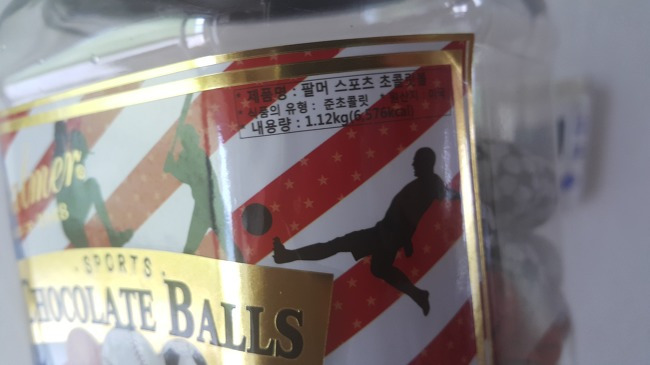 * 제품명 : 팔머 스포츠 초콜릿볼
* 식품의 유형 : 준초콜릿
* 내용량 : 1.12kg(6,576kcal)
SPORTS
CHOCOLATE BALLS